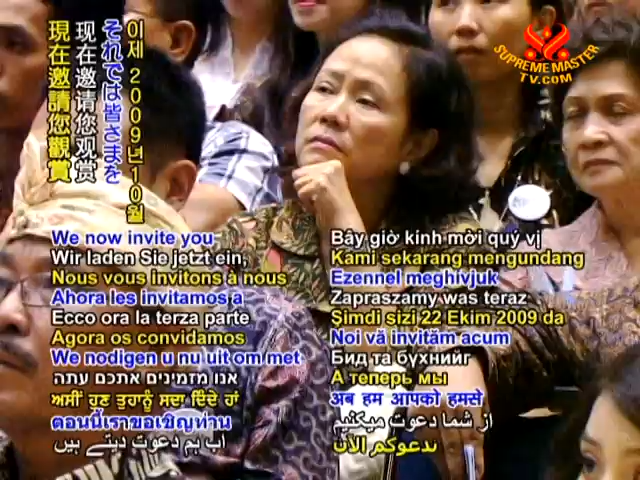 SUPREME MASTER
TV.COM
이제 2009년 10월
それでは皆さまを
现在邀请您观赏
現在邀請您觀賞
We now invite you
Wir laden Sie jetzt ein,
Nous vous invitons à nous
Ahora les invitamos a
Ecco ora la terza parte
Agora os convidamos
We nodigen u nu uit om met
אנו מזמינים אתכם עתה
ਅਸੀਂ ਹੁਣ ਤੁਹਾਨੂੰ ਸਦਾ ਦਿੰਦੇ ਹਾਂ
ตอนนี้เราขอเชิญท่าน
اب ہم دعوت دیتے ہیں
Bây giờ kính mời quý vị
Kami sekarang mengundang
Ezennel meghívjuk
Zapraszamy was teraz
Şimdi sizi 22 Ekim 2009 da
Noi vă invităm acum
Бид та бүхнийг
А теперь мы
अब हम आपको हमसे
از شما دعوت میکنیم
ندعوكم الآن